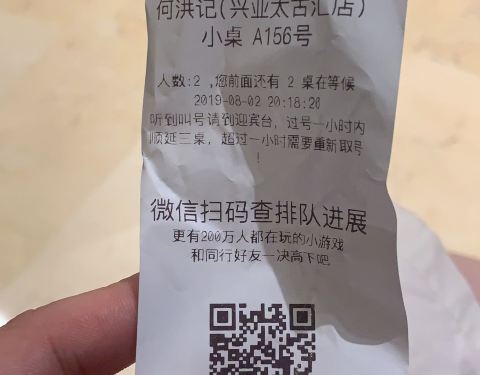 何洪记(兴业太古汇店)
小桌 A156号
人数:2 ,您前面还有 2 桌在等候
2019-08-02 20:18:26
听到叫号请到迎宾台，过号一小时内
顺延三桌，超过一小时需要重新取号
!
微信扫码查排队进展
更有200万人都在玩的小游戏
和同行好友一决高下吧